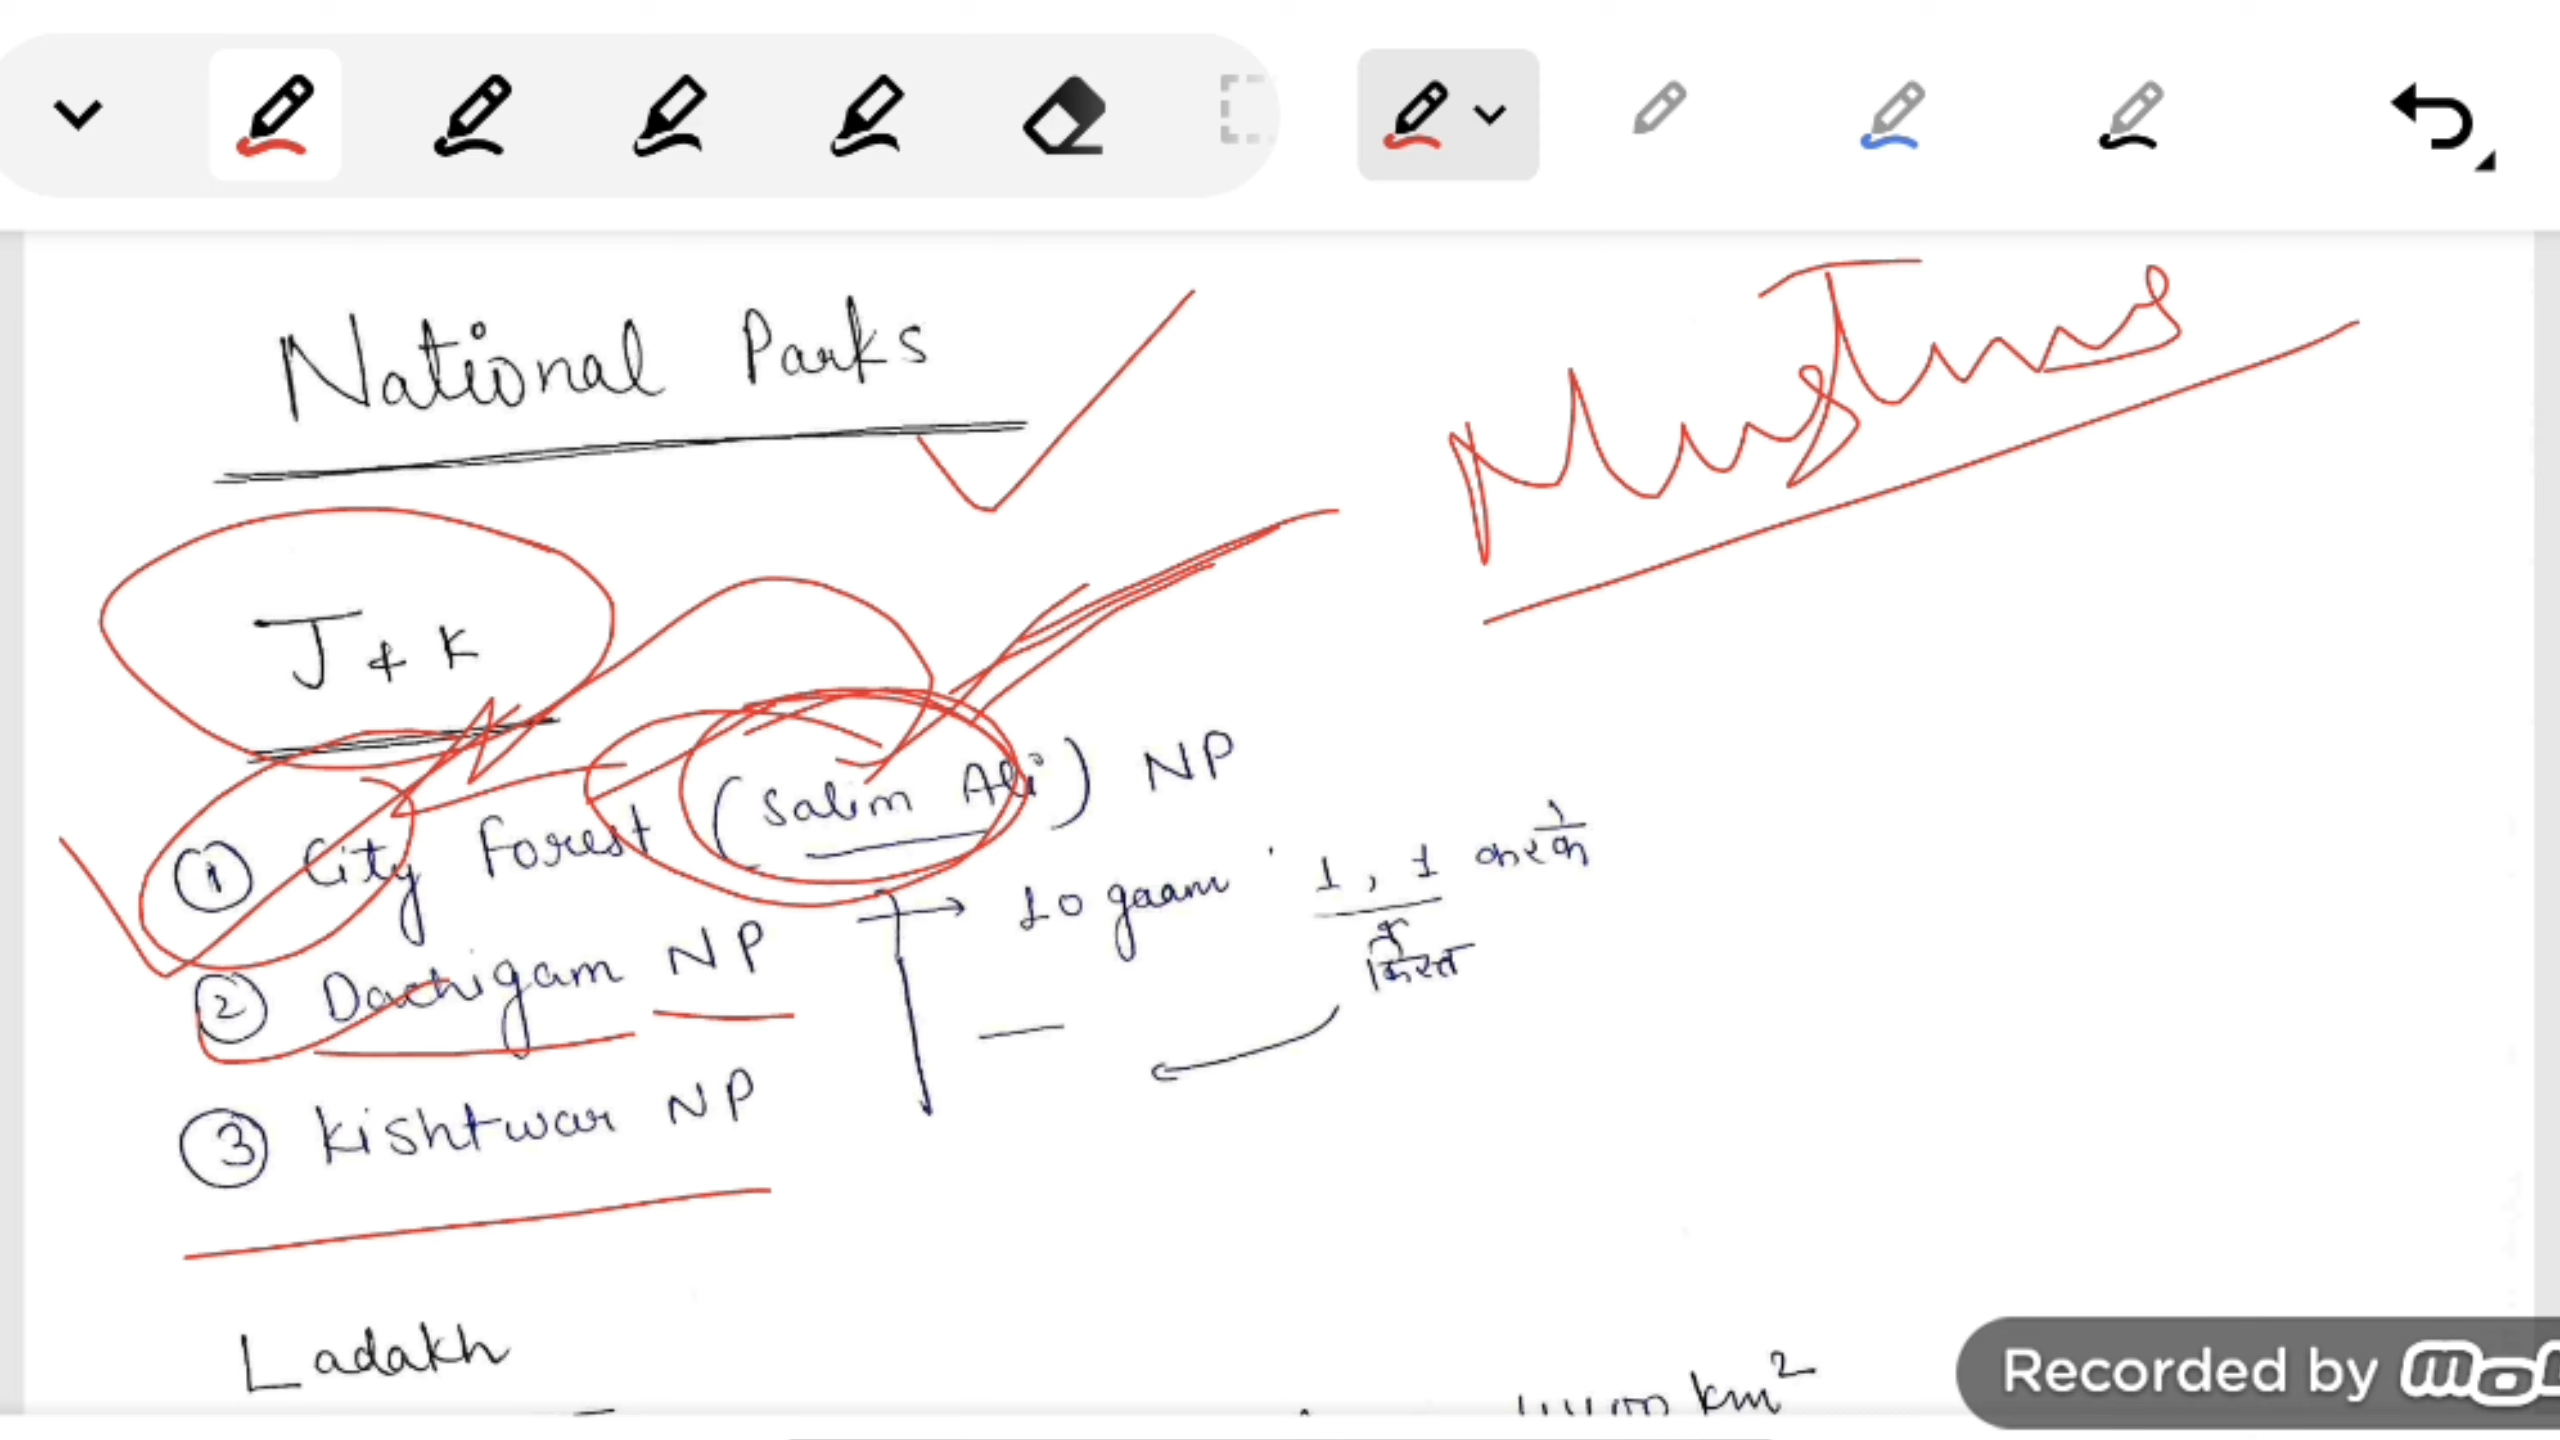 National Parks
J & K
① City Forest (Salim Ali) NP
→ 10 gaam 1, 1
② Dachigam NP
③ Kishtwar NP
Ladakh
km²
Recorded by